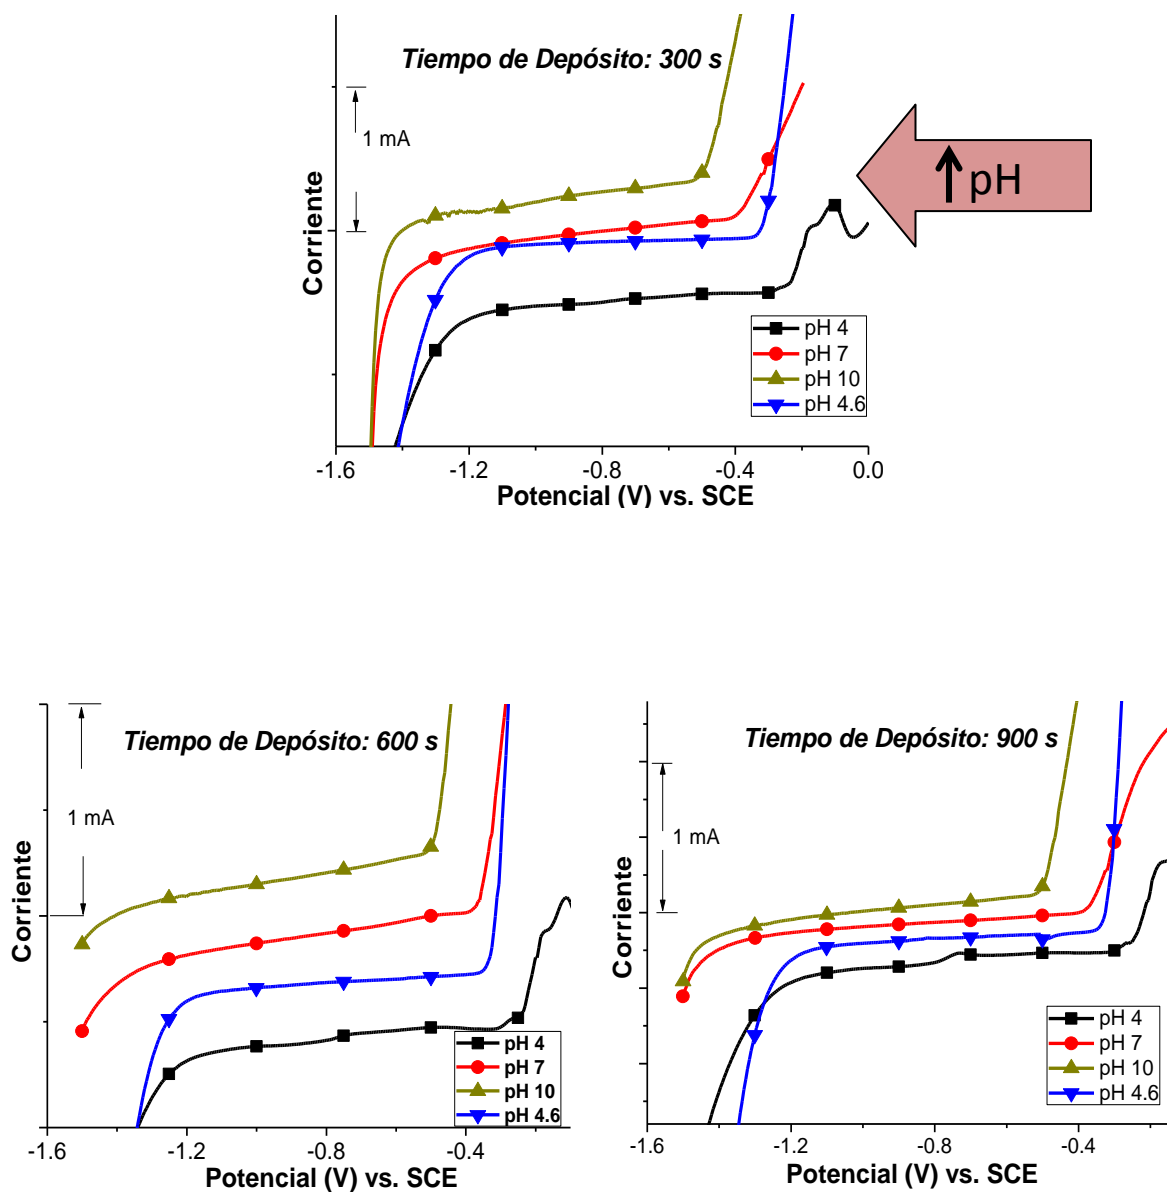 Tiempo de Depósito: 300 s
1 mA
Corriente
↑ pH
pH 4
pH 7
pH 10
pH 4.6
-1.6 -1.2 -0.8 -0.4 0.0
Potencial (V) vs. SCE
Tiempo de Depósito: 600 s
1 mA
Corriente
pH 4
pH 7
pH 10
pH 4.6
-1.6 -1.2 -0.8 -0.4
Potencial (V) vs. SCE
Tiempo de Depósito: 900 s
1 mA
Corriente
pH 4
pH 7
pH 10
pH 4.6
-1.6 -1.2 -0.8 -0.4
Potencial (V) vs. SCE